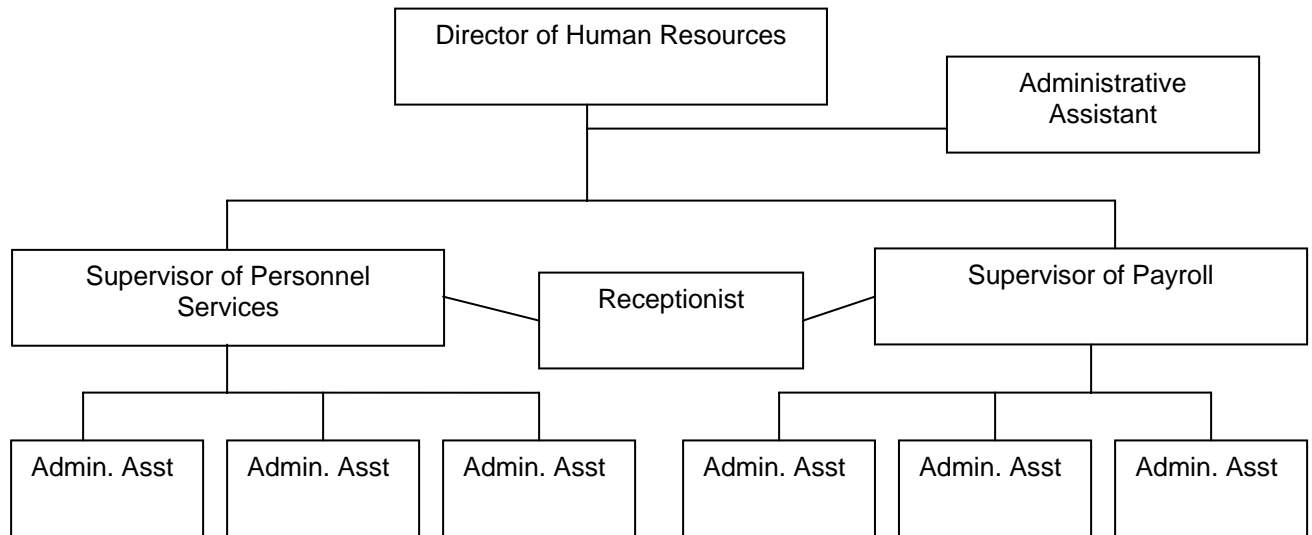 Director of Human Resources
Administrative
Assistant
Supervisor of Personnel
Services
Receptionist
Supervisor of Payroll
Admin. Asst
Admin. Asst
Admin. Asst
Admin. Asst
Admin. Asst
Admin. Asst